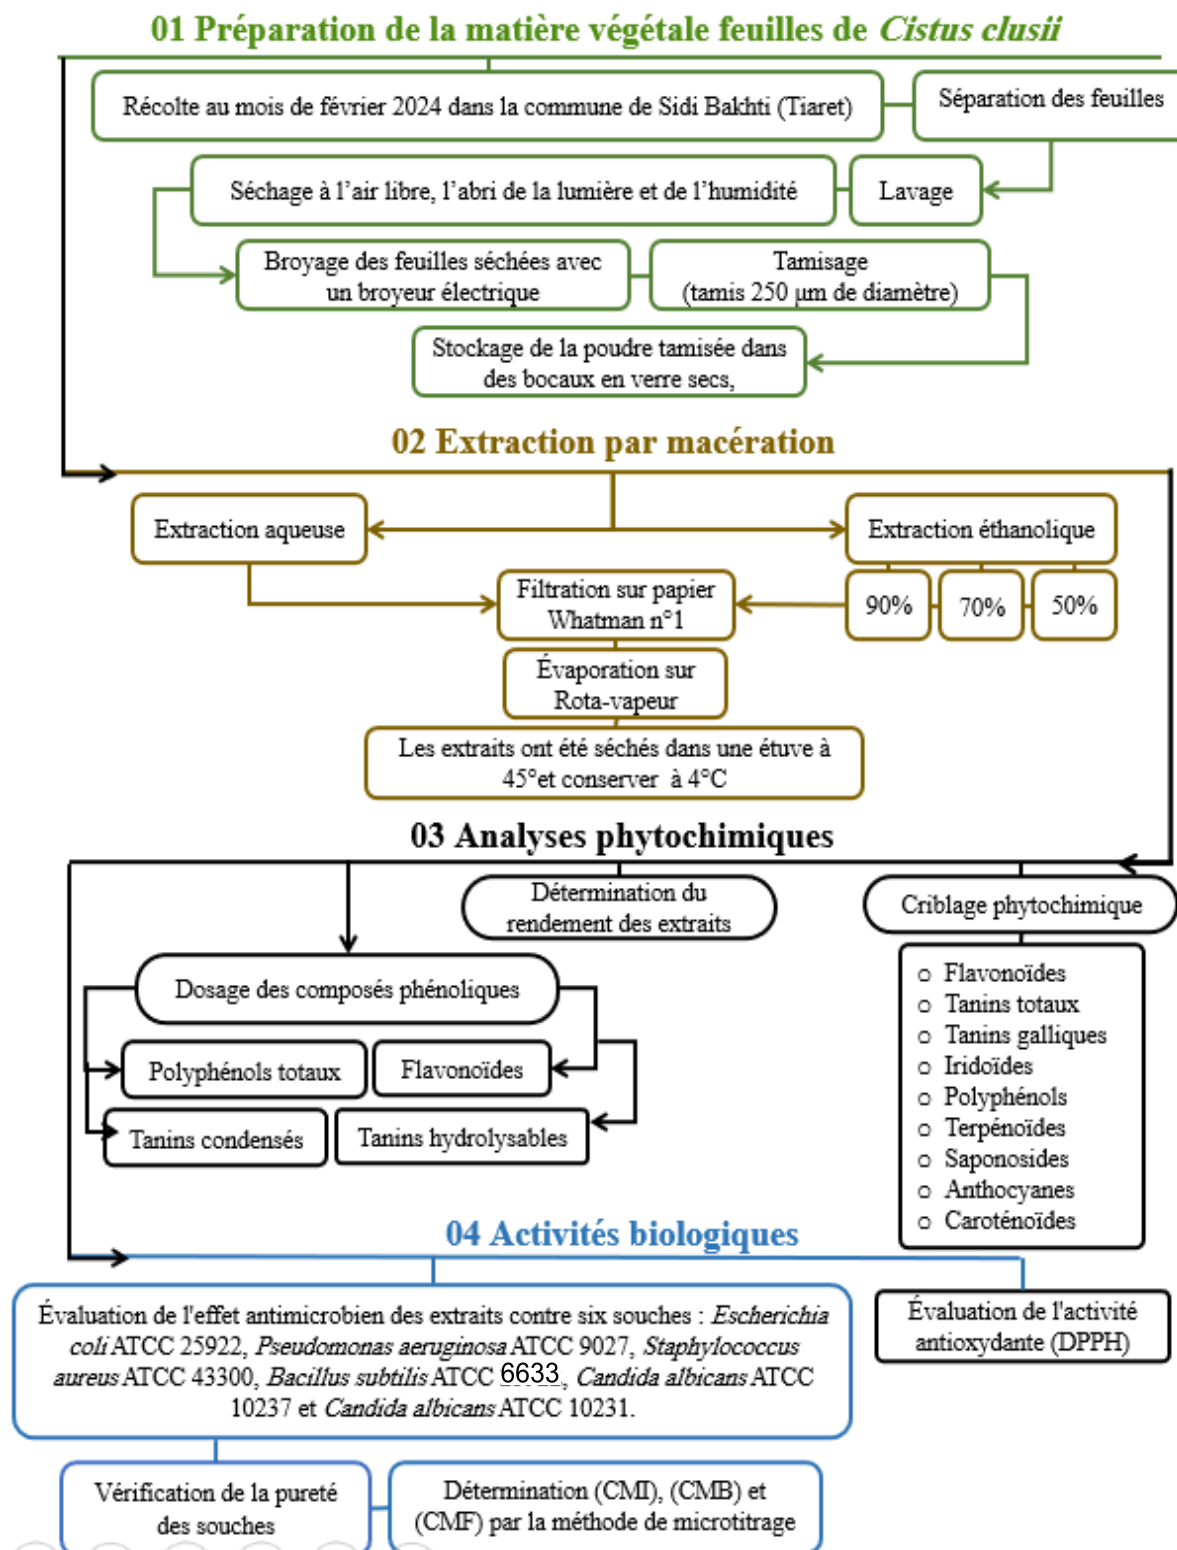 01 Préparation de la matière végétale feuilles de Cistus clusii
Récolte au mois de février 2024 dans la commune de Sidi Bakhti (Tiaret)
Séparation des feuilles
Séchage à l’air libre, l’abri de la lumière et de l’humidité
Lavage
Broyage des feuilles séchées avec
un broyeur électrique
Tamisage
(tamis 250 µm de diamètre)
Stockage de la poudre tamisée dans
des bocaux en verre secs,
02 Extraction par macération
Extraction aqueuse
Extraction éthanolique
Filtration sur papier
Whatman n°1
90%
70%
50%
Évaporation sur
Rota-vapeur
Les extraits ont été séchés dans une étuve à
45°et conserver à 4°C
03 Analyses phytochimiques
Détermination du
rendement des extraits
Criblage phytochimique
Dosage des composés phénoliques
Polyphénols totaux
Flavonoïdes
Tanins condensés
Tanins hydrolysables
o Flavonoïdes
o Tanins totaux
o Tanins galliques
o Iridoïdes
o Polyphénols
o Terpénoïdes
o Saponosides
o Anthocyanes
o Caroténoïdes
04 Activités biologiques
Évaluation de l'effet antimicrobien des extraits contre six souches : Escherichia
coli ATCC 25922, Pseudomonas aeruginosa ATCC 9027, Staphylococcus
aureus ATCC 43300, Bacillus subtilis ATCC 6633, Candida albicans ATCC
10237 et Candida albicans ATCC 10231.
Évaluation de l'activité
antioxydante (DPPH)
Vérification de la pureté
des souches
Détermination (CMI), (CMB) et
(CMF) par la méthode de microtitrage